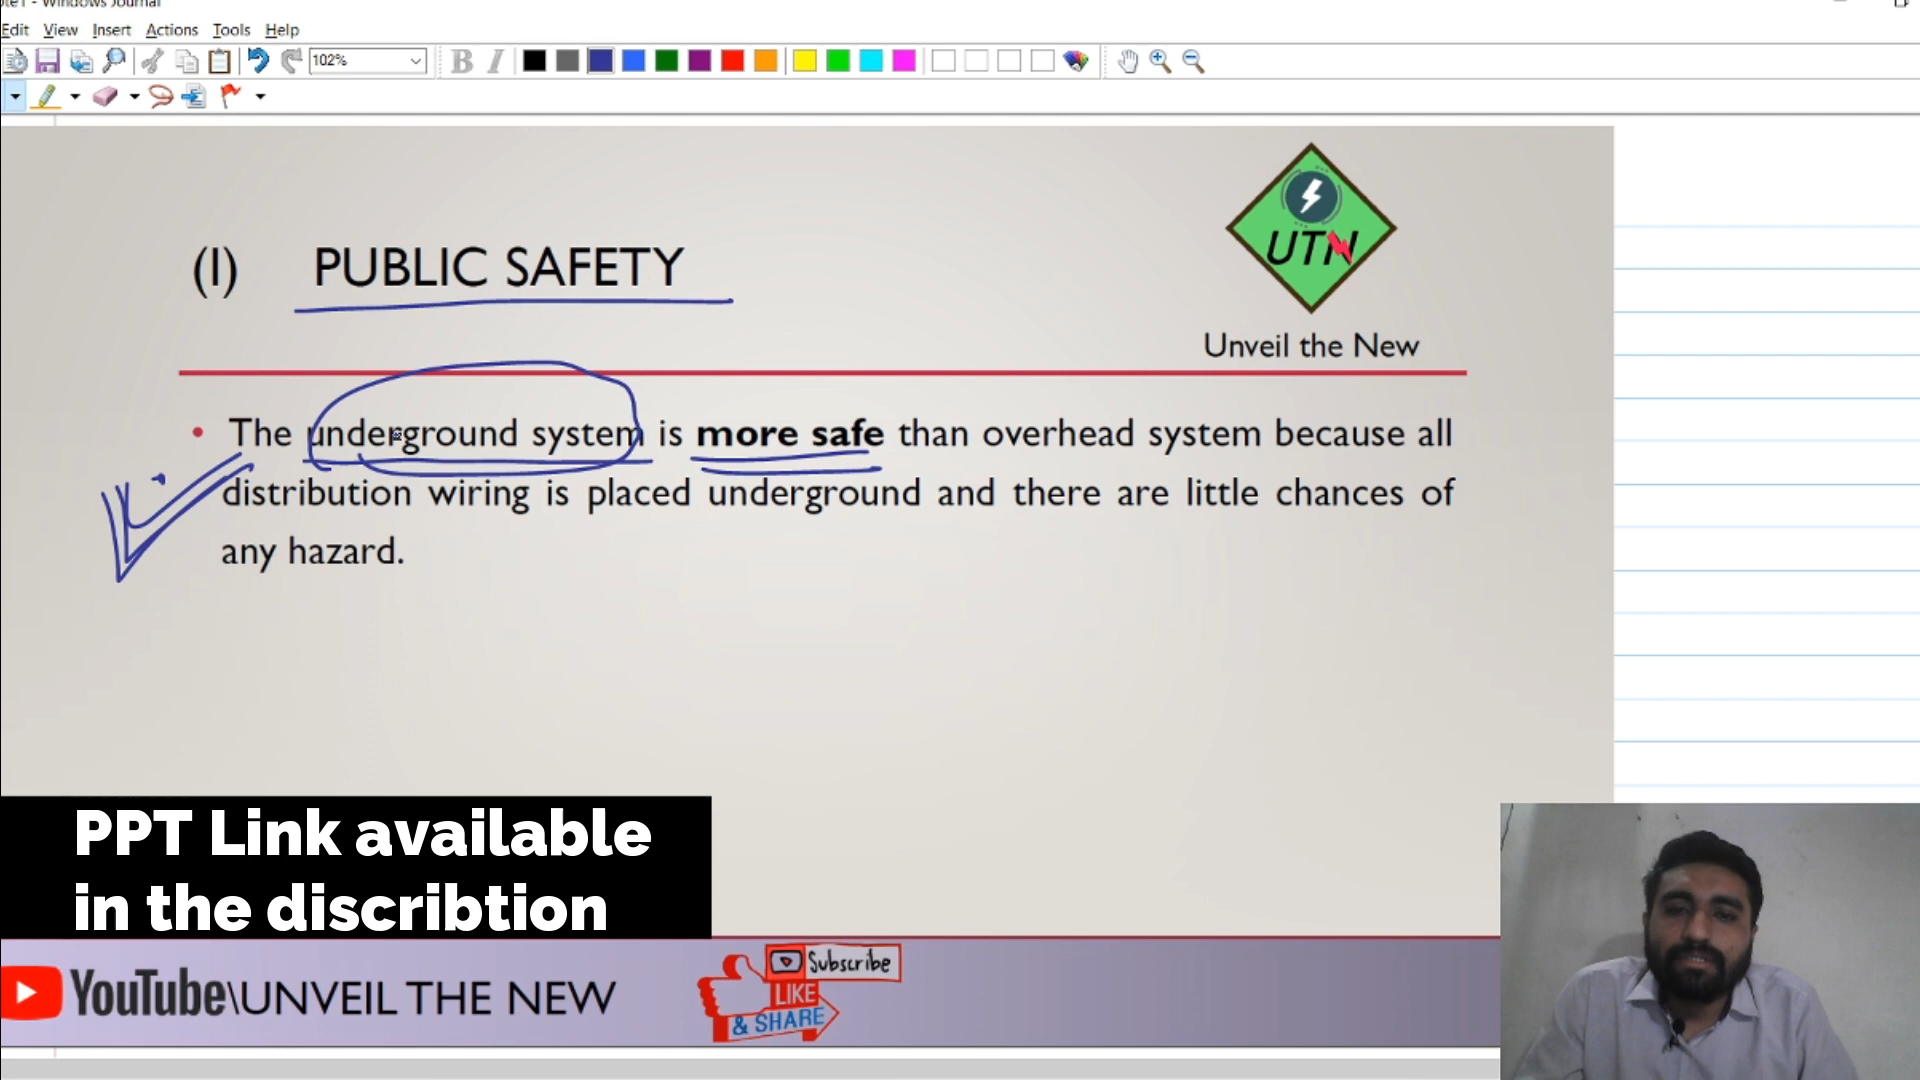 Windows Journal
Edit View Insert Actions Tools Help
102%
B I
UTN
(I) PUBLIC SAFETY
Unveil the New
• The underground system is more safe than overhead system because all
distribution wiring is placed underground and there are little chances of
any hazard.
PPT Link available
in the discribtion
YouTube\UNVEIL THE NEW
Subscribe
LIKE
& SHARE